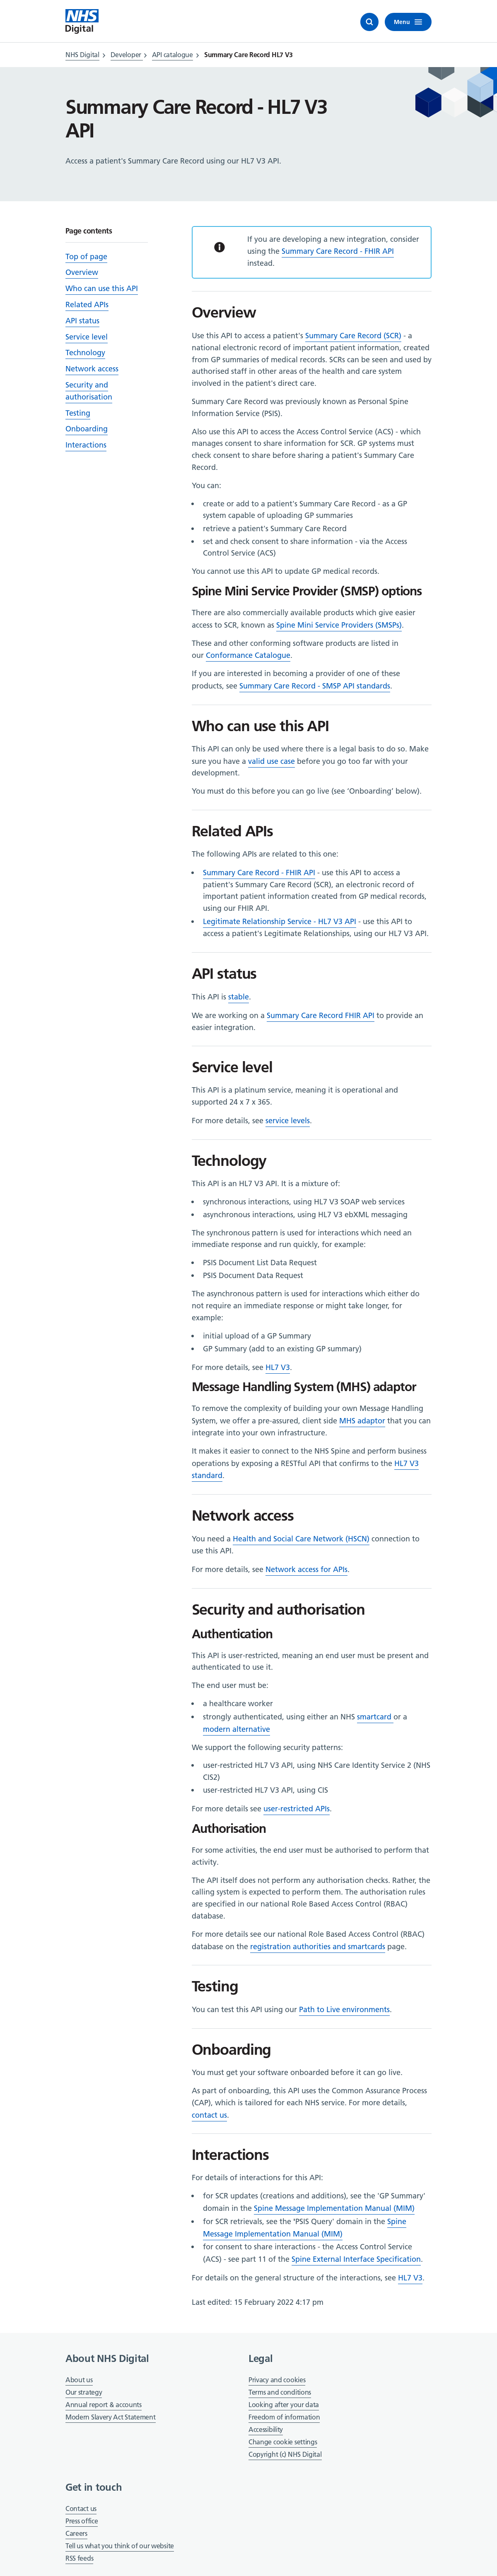 NHS
Digital
Menu
NHS Digital
Developer
API catalogue
Summary Care Record HL7 V3
Summary Care Record - HL7 V3
API
Access a patient's Summary Care Record using our HL7 V3 API.
Page contents
Top of page
Overview
Who can use this API
Related APIs
API status
Service level
Technology
Network access
Security and
authorisation
Testing
Onboarding
Interactions
If you are developing a new integration, consider
using the Summary Care Record - FHIR API
instead.
Overview
Use this API to access a patient's Summary Care Record (SCR) - a
national electronic record of important patient information, created
from GP summaries of medical records. SCRs can be seen and used by
authorised staff in other areas of the health and care system
involved in the patient's direct care.
Summary Care Record was previously known as Personal Spine
Information Service (PSIS).
Also use this API to access the Access Control Service (ACS) - which
manages consent to share information for SCR. GP systems must
check consent to share before sharing a patient's Summary Care
Record.
You can:
• create or add to a patient's Summary Care Record - as a GP
system capable of uploading GP summaries
• retrieve a patient's Summary Care Record
• set and check consent to share information - via the Access
Control Service (ACS)
You cannot use this API to update GP medical records.
Spine Mini Service Provider (SMSP) options
There are also commercially available products which give easier
access to SCR, known as Spine Mini Service Providers (SMSPs).
These and other conforming software products are listed in
our Conformance Catalogue.
If you are interested in becoming a provider of one of these
products, see Summary Care Record - SMSP API standards.
Who can use this API
This API can only be used where there is a legal basis to do so. Make
sure you have a valid use case before you go too far with your
development.
You must do this before you can go live (see 'Onboarding' below).
Related APIs
The following APIs are related to this one:
• Summary Care Record - FHIR API - use this API to access a
patient's Summary Care Record (SCR), an electronic record of
important patient information created from GP medical records,
using our FHIR API.
• Legitimate Relationship Service - HL7 V3 API - use this API to
access a patient's Legitimate Relationships, using our HL7 V3 API.
API status
This API is stable.
We are working on a Summary Care Record FHIR API to provide an
easier integration.
Service level
This API is a platinum service, meaning it is operational and
supported 24 x 7 x 365.
For more details, see service levels.
Technology
This API is an HL7 V3 API. It is a mixture of:
• synchronous interactions, using HL7 V3 SOAP web services
• asynchronous interactions, using HL7 V3 ebXML messaging
The synchronous pattern is used for interactions which need an
immediate response and run quickly, for example:
• PSIS Document List Data Request
• PSIS Document Data Request
The asynchronous pattern is used for interactions which either do
not require an immediate response or might take longer, for
example:
• initial upload of a GP Summary
• GP Summary (add to an existing GP summary)
For more details, see HL7 V3.
Message Handling System (MHS) adaptor
To remove the complexity of building your own Message Handling
System, we offer a pre-assured, client side MHS adaptor that you can
integrate into your own infrastructure.
It makes it easier to connect to the NHS Spine and perform business
operations by exposing a RESTful API that confirms to the HL7 V3
standard.
Network access
You need a Health and Social Care Network (HSCN) connection to
use this API.
For more details, see Network access for APIs.
Security and authorisation
Authentication
This API is user-restricted, meaning an end user must be present and
authenticated to use it.
The end user must be:
• a healthcare worker
• strongly authenticated, using either an NHS smartcard or a
modern alternative
We support the following security patterns:
• user-restricted HL7 V3 API, using NHS Care Identity Service 2 (NHS
CIS2)
• user-restricted HL7 V3 API, using CIS
For more details see user-restricted APIs.
Authorisation
For some activities, the end user must be authorised to perform that
activity.
The API itself does not perform any authorisation checks. Rather, the
calling system is expected to perform them. The authorisation rules
are specified in our national Role Based Access Control (RBAC)
database.
For more details see our national Role Based Access Control (RBAC)
database on the registration authorities and smartcards page.
Testing
You can test this API using our Path to Live environments.
Onboarding
You must get your software onboarded before it can go live.
As part of onboarding, this API uses the Common Assurance Process
(CAP), which is tailored for each NHS service. For more details,
contact us.
Interactions
For details of interactions for this API:
• for SCR updates (creations and additions), see the 'GP Summary'
domain in the Spine Message Implementation Manual (MIM)
• for SCR retrievals, see the 'PSIS Query' domain in the Spine
Message Implementation Manual (MIM)
• for consent to share interactions - the Access Control Service
(ACS) - see part 11 of the Spine External Interface Specification.
For details on the general structure of the interactions, see HL7 V3.
Last edited: 15 February 2022 4:17 pm
About NHS Digital
About us
Our strategy
Annual report & accounts
Modern Slavery Act Statement
Legal
Privacy and cookies
Terms and conditions
Looking after your data
Freedom of information
Accessibility
Change cookie settings
Copyright (c) NHS Digital
Get in touch
Contact us
Press office
Careers
Tell us what you think of our website
RSS feeds